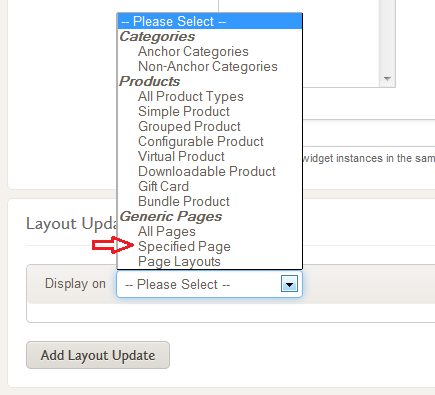 -- Please Select --
Categories
Anchor Categories
Non-Anchor Categories
Products
All Product Types
Simple Product
Grouped Product
Configurable Product
Virtual Product
Downloadable Product
widget instances in the sam
Gift Card
Bundle Product
Generic Pages
All Pages
Layout Upda
Specified Page
Page Layouts
Display on
-- Please Select --
Add Layout Update